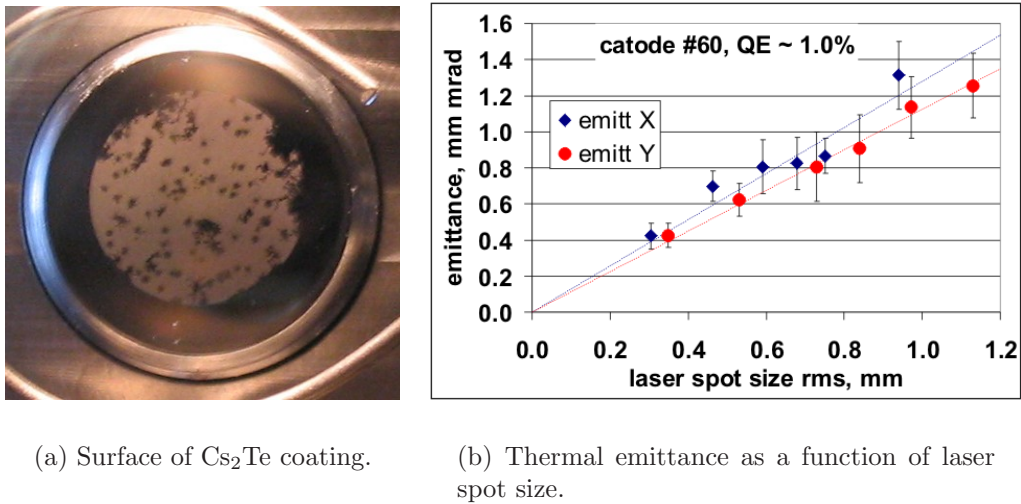 1.6
1.4
1.2
1.0
0.8
0.6
0.4
0.2
0.0
emittance, mm mrad
catode #60, QE ~ 1.0%
emitt X
emitt Y
0.0 0.2 0.4 0.6 0.8 1.0 1.2
laser spot size rms, mm
(a) Surface of Cs₂Te coating.
(b) Thermal emittance as a function of laser
spot size.